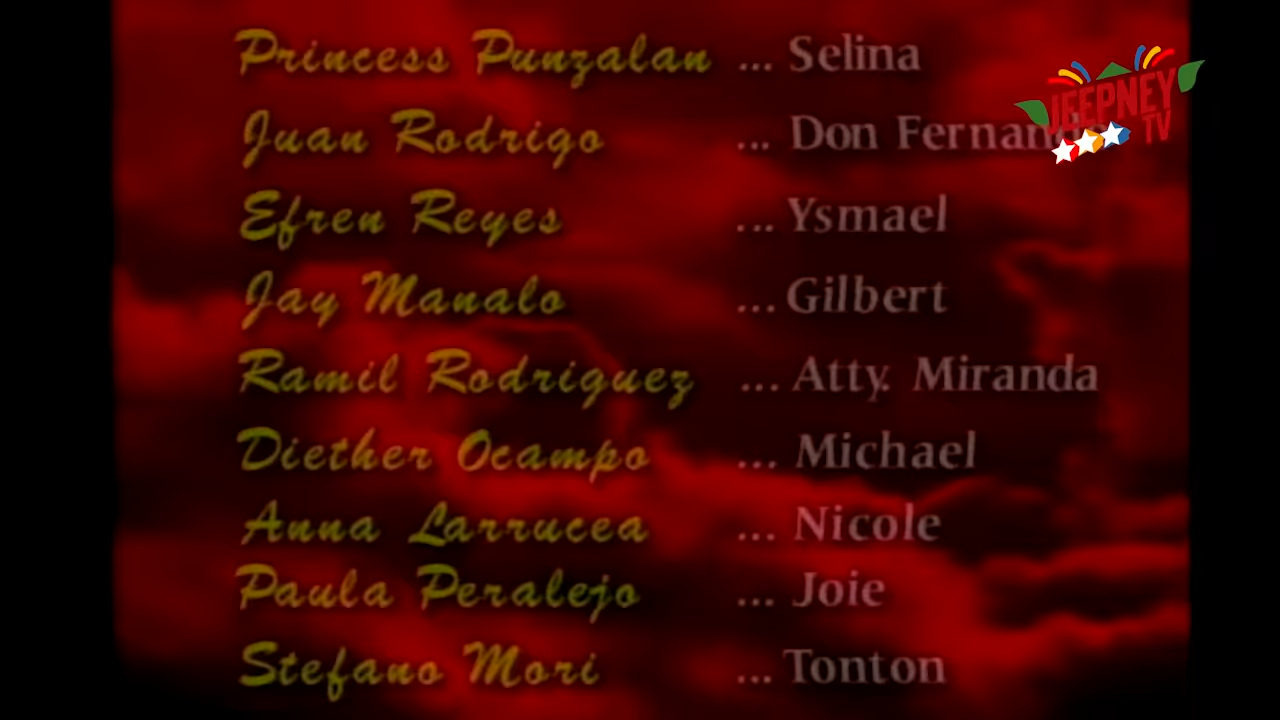 Princess Punzalan ... Selina
Juan Rodrigo ... Don
Efren Reyes ... Ysmael
Jay Manalo ... Gilbert
Ramil Rodriguez ... Atty. Miranda
Diether Ocampo ... Michael
Anna Larrucea ... Nicole
Paula Peralejo ... Joie
Stefano Mori ... Tonton
JEEPNEY
TV